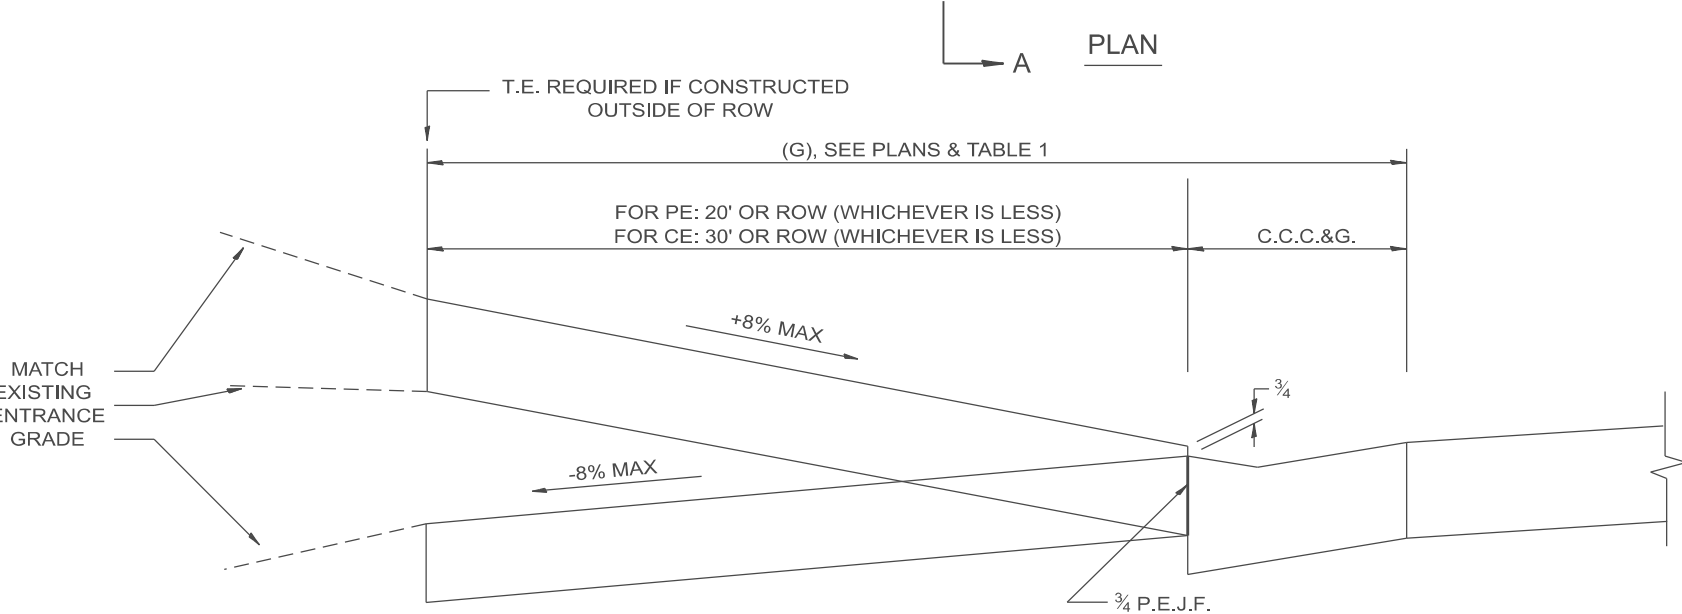 A
PLAN
T.E. REQUIRED IF CONSTRUCTED
OUTSIDE OF ROW
(G), SEE PLANS & TABLE 1
FOR PE: 20' OR ROW (WHICHEVER IS LESS)
FOR CE: 30' OR ROW (WHICHEVER IS LESS)
C.C.C.&G.
+8% MAX
MATCH
EXISTING
ENTRANCE
GRADE
¾
-8% MAX
¾ P.E.J.F.